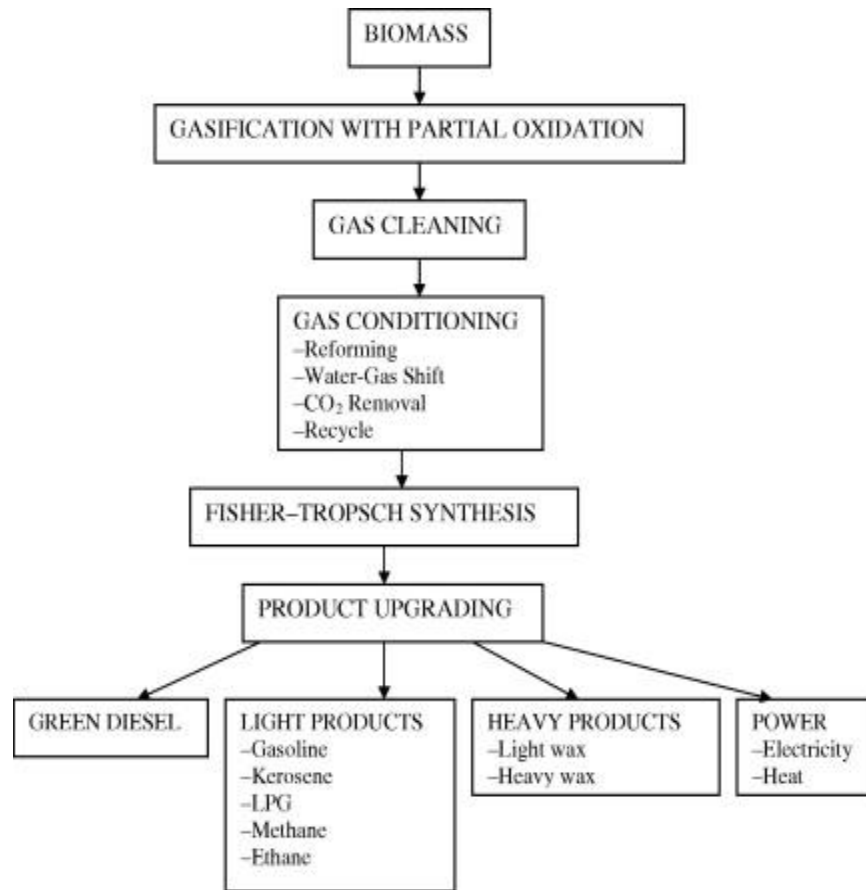 BIOMASS
GASIFICATION WITH PARTIAL OXIDATION
GAS CLEANING
GAS CONDITIONING
–Reforming
–Water-Gas Shift
–CO₂ Removal
–Recycle
FISHER–TROPSCH SYNTHESIS
PRODUCT UPGRADING
GREEN DIESEL
LIGHT PRODUCTS
–Gasoline
–Kerosene
–LPG
–Methane
–Ethane
HEAVY PRODUCTS
–Light wax
–Heavy wax
POWER
–Electricity
–Heat